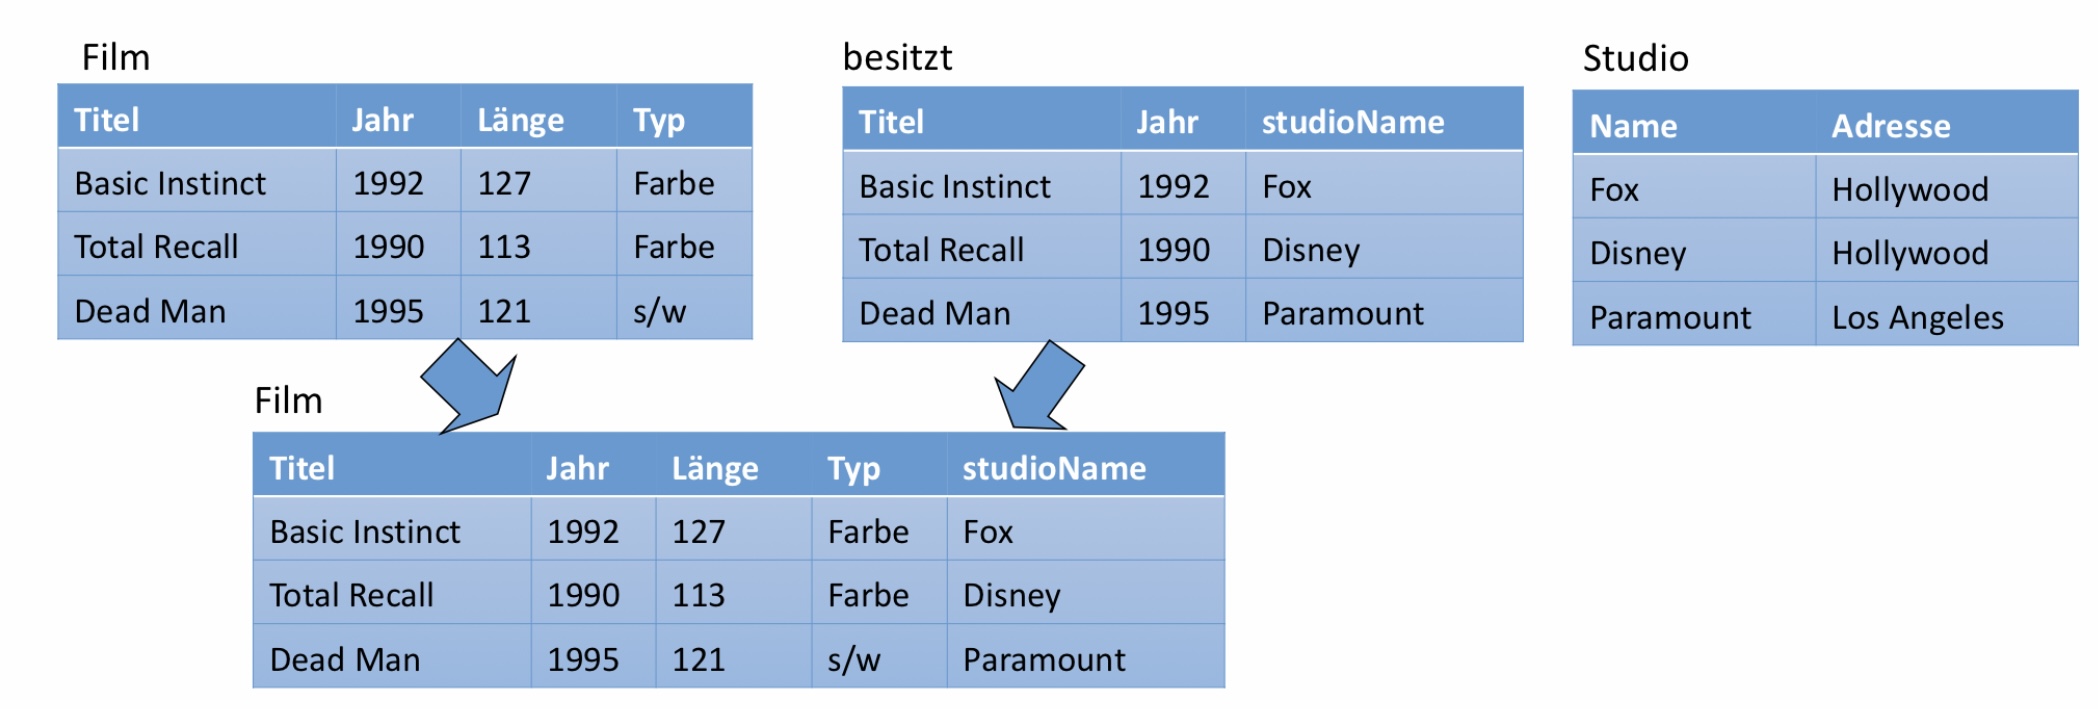 Film
Titel Jahr Länge Typ
Basic Instinct 1992 127 Farbe
Total Recall 1990 113 Farbe
Dead Man 1995 121 s/w
besitzt
Titel Jahr studioName
Basic Instinct 1992 Fox
Total Recall 1990 Disney
Dead Man 1995 Paramount
Studio
Name Adresse
Fox Hollywood
Disney Hollywood
Paramount Los Angeles
Film
Titel Jahr Länge Typ studioName
Basic Instinct 1992 127 Farbe Fox
Total Recall 1990 113 Farbe Disney
Dead Man 1995 121 s/w Paramount